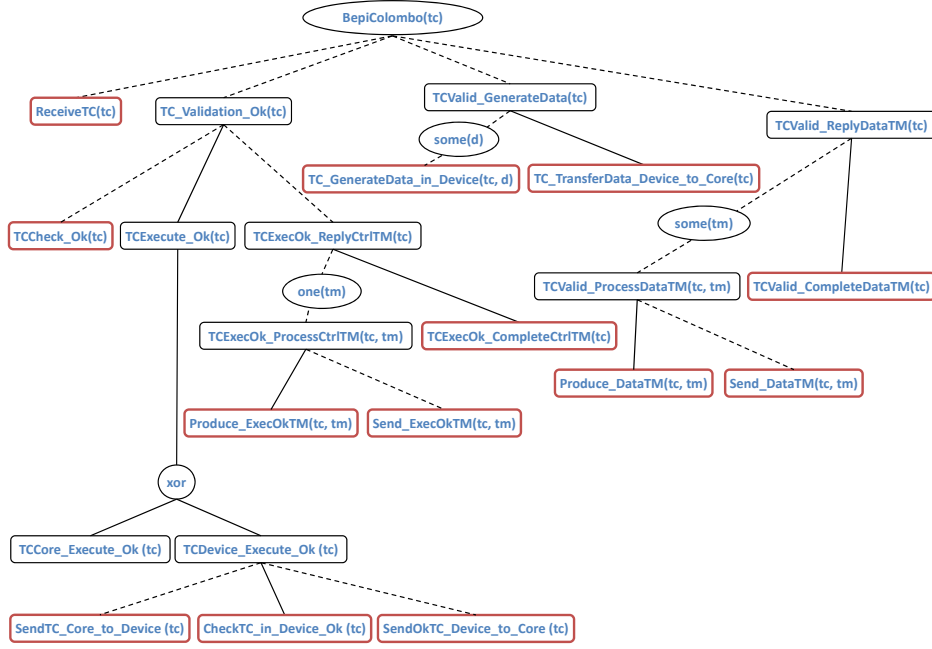 BepiColombo(tc)
ReceiveTC(tc)
TC_Validation_Ok(tc)
TCValid_GenerateData(tc)
TCValid_ReplyDataTM(tc)
some(d)
TC_GenerateData_in_Device(tc, d)
TC_TransferData_Device_to_Core(tc)
TCCheck_Ok(tc)
TCExecute_Ok(tc)
TCExecOk_ReplyCtrlTM(tc)
some(tm)
one(tm)
TCValid_ProcessDataTM(tc, tm)
TCValid_CompleteDataTM(tc)
TCExecOk_ProcessCtrlTM(tc, tm)
TCExecOk_CompleteCtrlTM(tc)
Produce_DataTM(tc, tm)
Send_DataTM(tc, tm)
Produce_ExecOkTM(tc, tm)
Send_ExecOkTM(tc, tm)
xor
TCCore_Execute_Ok (tc)
TCDevice_Execute_Ok (tc)
SendTC_Core_to_Device (tc)
CheckTC_in_Device_Ok (tc)
SendOkTC_Device_to_Core (tc)